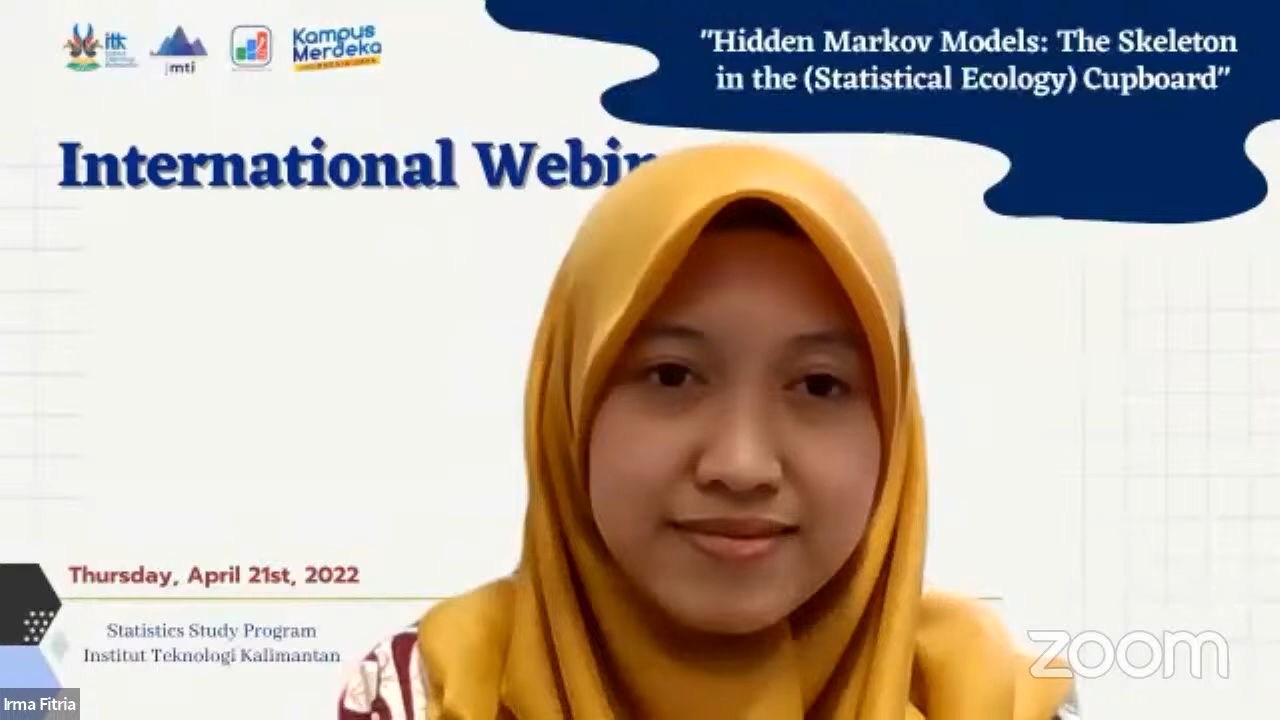 itk
jmti
Kampus
Merdeka
"Hidden Markov Models: The Skeleton
in the (Statistical Ecology) Cupboard"
International Webin
Thursday, April 21st, 2022
Statistics Study Program
Institut Teknologi Kalimantan
Irma Fitria
zoom